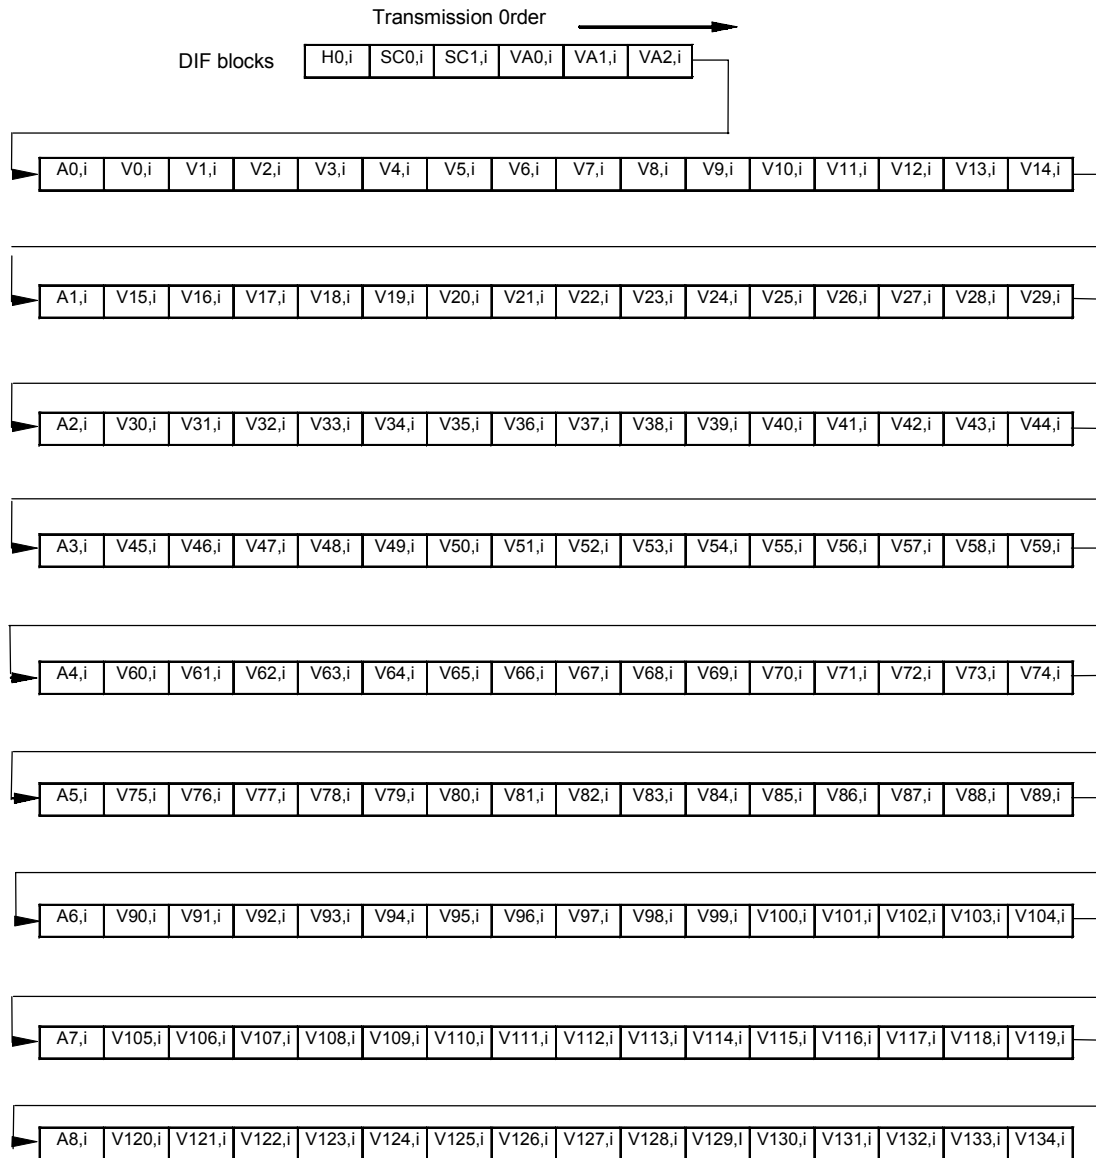 Transmission 0rder
DIF blocks H0,i SC0,i SC1,i VA0,i VA1,i VA2,i
A0,i V0,i V1,i V2,i V3,i V4,i V5,i V6,i V7,i V8,i V9,i V10,i V11,i V12,i V13,i V14,i
A1,i V15,i V16,i V17,i V18,i V19,i V20,i V21,i V22,i V23,i V24,i V25,i V26,i V27,i V28,i V29,i
A2,i V30,i V31,i V32,i V33,i V34,i V35,i V36,i V37,i V38,i V39,i V40,i V41,i V42,i V43,i V44,i
A3,i V45,i V46,i V47,i V48,i V49,i V50,i V51,i V52,i V53,i V54,i V55,i V56,i V57,i V58,i V59,i
A4,i V60,i V61,i V62,i V63,i V64,i V65,i V66,i V67,i V68,i V69,i V70,i V71,i V72,i V73,i V74,i
A5,i V75,i V76,i V77,i V78,i V79,i V80,i V81,i V82,i V83,i V84,i V85,i V86,i V87,i V88,i V89,i
A6,i V90,i V91,i V92,i V93,i V94,i V95,i V96,i V97,i V98,i V99,i V100,i V101,i V102,i V103,i V104,i
A7,i V105,i V106,i V107,i V108,i V109,i V110,i V111,i V112,i V113,i V114,i V115,i V116,i V117,i V118,i V119,i
A8,i V120,i V121,i V122,i V123,i V124,i V125,i V126,i V127,i V128,i V129,I V130,i V131,i V132,i V133,i V134,i